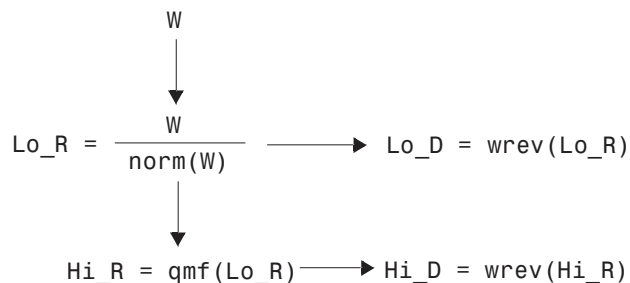 W
Lo_R = W / norm(W)
Lo_D = wrev(Lo_R)
Hi_R = qmf(Lo_R)
Hi_D = wrev(Hi_R)